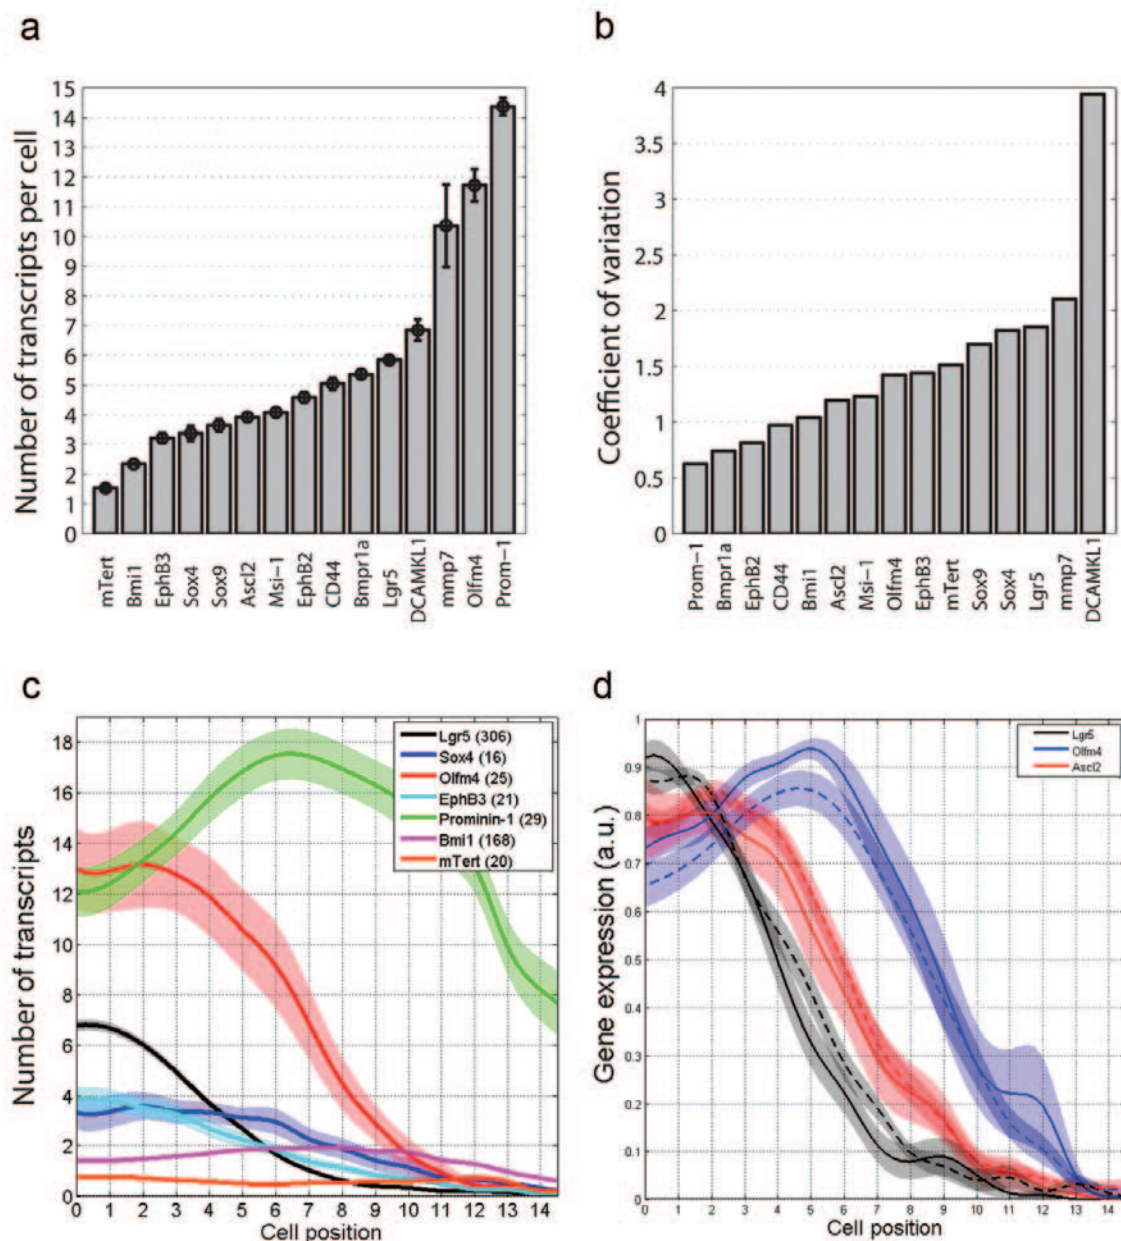 a
Number of transcripts per cell
15
14
13
12
11
10
9
8
7
6
5
4
3
2
1
0
mTert
Bmi1
EphB3
Sox4
Sox9
Ascl2
Msi-1
EphB2
CD44
Bmpr1a
Lgr5
DCAMKL1
mmp7
Olfm4
Prom-1
b
Coefficient of variation
4
3.5
3
2.5
2
1.5
1
0.5
0
Prom-1
Bmpr1a
EphB2
CD44
Bmi1
Ascl2
Msi-1
Olfm4
EphB3
mTert
Sox9
Sox4
Lgr5
mmp7
DCAMKL1
c
Number of transcripts
18
16
14
12
10
8
6
4
2
0
Lgr5 (306)
Sox4 (16)
Olfm4 (25)
EphB3 (21)
Prominin-1 (29)
Bmi1 (168)
mTert (20)
0 1 2 3 4 5 6 7 8 9 10 11 12 13 14
Cell position
d
Gene expression (a.u.)
1
0.9
0.8
0.7
0.6
0.5
0.4
0.3
0.2
0.1
0
Lgr5
Olfm4
Ascl2
0 1 2 3 4 5 6 7 8 9 10 11 12 13 14
Cell position